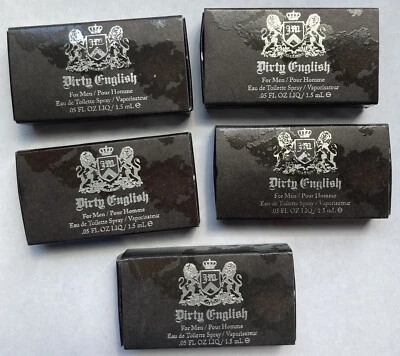 JM
Dirty English
For Men / Pour Homme
Eau de Toilette Spray / Vaporisateur
.05 FL OZ LIQ / 1.5 mL ℮
JM
Dirty English
For Men / Pour Homme
Eau de Toilette Spray / Vaporisateur
.05 FL OZ LIQ / 1.5 mL ℮
Dirty English
For Men / Pour Homme
Eau de Toilette Spray / Vaporisateur
.05 FL OZ LIQ / 1.5 mL ℮
Dirty English
For Men / Pour Homme
Eau de Toilette Spray / Vaporisateur
.05 FL OZ LIQ / 1.5 mL ℮
JM
Dirty English
For Men / Pour Homme
Eau de Toilette Spray / Vaporisateur
.05 FL OZ LIQ / 1.5 mL ℮